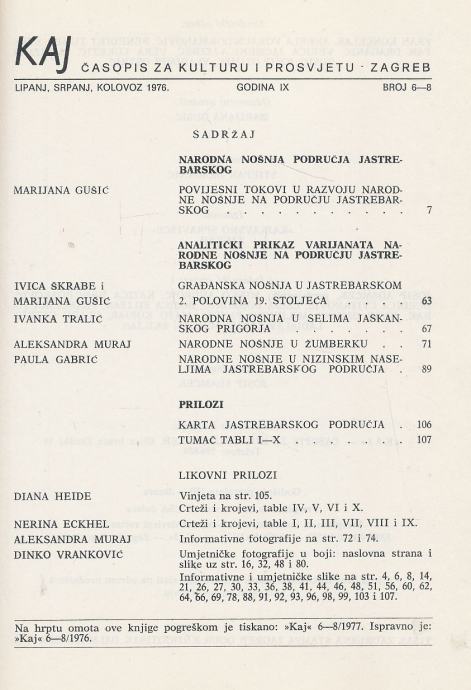 KAJ ČASOPIS ZA KULTURU I PROSVJETU · ZAGREB
LIPANJ, SRPANJ, KOLOVOZ 1976. GODINA IX BROJ 6—8
SADRŽAJ
NARODNA NOŠNJA PODRUČJA JASTRE-
BARSKOG
MARIJANA GUŠIĆ POVIJESNI TOKOVI U RAZVOJU NAROD-
NE NOŠNJE NA PODRUČJU JASTREBAR-
SKOG . . . . . . . . . . . 7
ANALITIČKI PRIKAZ VARIJANATA NA-
RODNE NOŠNJE NA PODRUČJU JASTRE-
BARSKOG
IVICA ŠKRABE i GRAĐANSKA NOŠNJA U JASTREBARSKOM
MARIJANA GUŠIĆ 2. POLOVINA 19. STOLJEĆA . . . . 63
IVANKA TRALIĆ NARODNA NOŠNJA U SELIMA JASKAN-
SKOG PRIGORJA . . . . . . . 67
ALEKSANDRA MURAJ NARODNE NOŠNJE U ŽUMBERKU . . 71
PAULA GABRIĆ NARODNE NOŠNJE U NIZINSKIM NASE-
LJIMA JASTREBARSKOG PODRUČJA . 89
PRILOZI
KARTA JASTREBARSKOG PODRUČJA . 106
TUMAČ TABLI I—X . . . . . . . 107
LIKOVNI PRILOZI
DIANA HEIDE Vinjeta na str. 105.
Crteži i krojevi, table IV, V, VI i X.
NERINA ECKHEL Crteži i krojevi, table I, II, III, VII, VIII i IX.
ALEKSANDRA MURAJ Informativne fotografije na str. 72 i 74.
DINKO VRANKOVIĆ Umjetničke fotografije u boji: naslovna strana i
slike uz str. 16, 32, 48 i 80.
Informativne i umjetničke slike na str. 4, 6, 8, 14,
21, 26, 27, 30, 33, 36, 38, 41, 44, 46, 48, 51, 56, 60, 62,
64, 66, 69, 78, 88, 91, 92, 93, 96, 98, 99, 103 i 107.
Na hrptu omota ove knjige pogreškom je tiskano: »Kaj« 6—8/1977. Ispravno je:
»Kaj« 6—8/1976.